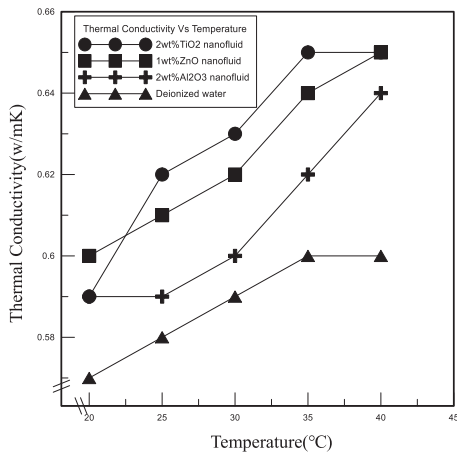 Thermal Conductivity Vs Temperature
2wt%TiO2 nanofluid
1wt%ZnO nanofluid
2wt%Al2O3 nanofluid
Deionized water
Thermal Conductivity(w/mK)
0.66
0.64
0.62
0.6
0.58
20 25 30 35 40 45
Temperature(°C)